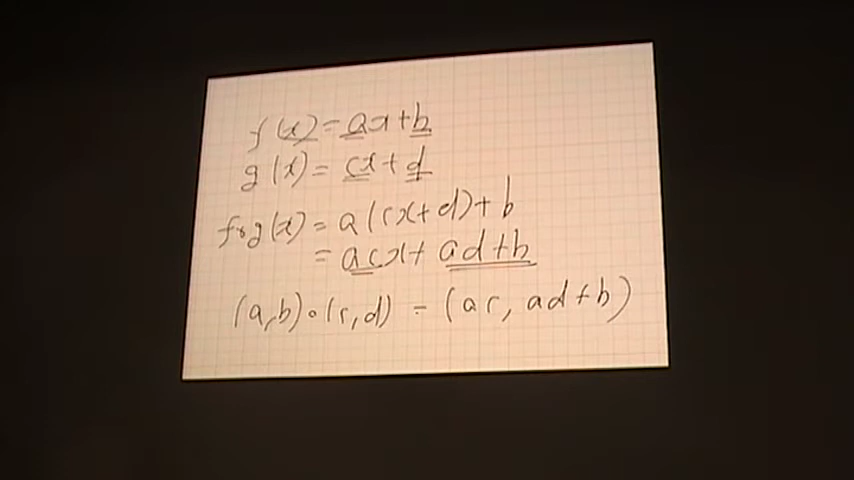 f(x) = ax + b
g(x) = cx + d
f∘g(x) = a(cx + d) + b
= acx + ad + b
(a, b) ∘ (c, d) = (ac, ad + b)